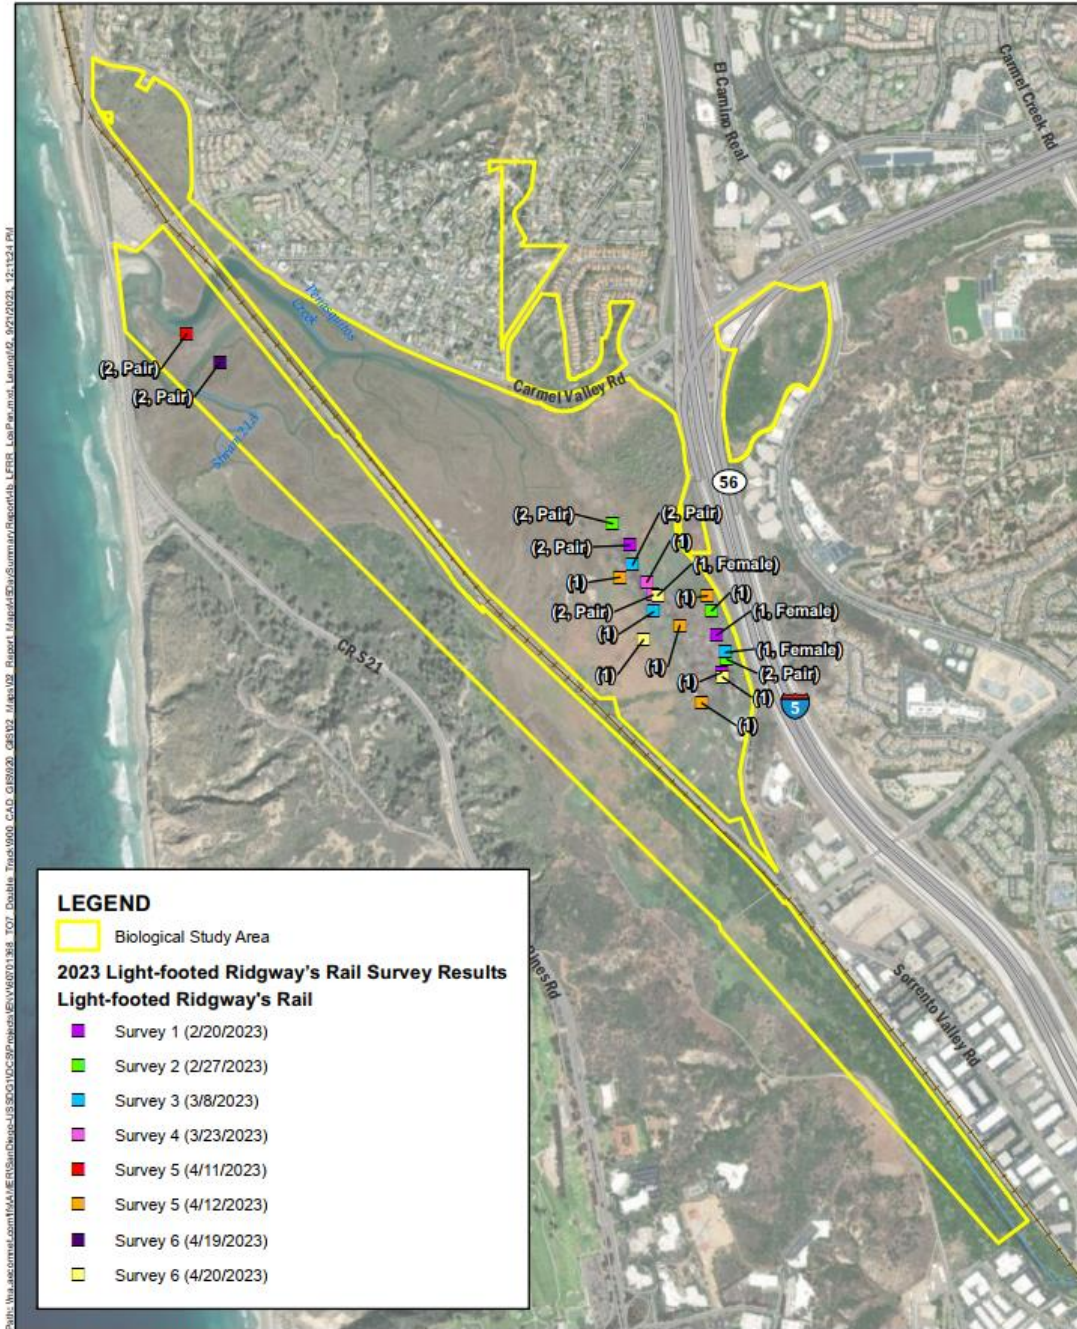 El Camino Real
Carmel Creek Rd
Penasquitos
Creek
(2, Pair)
(2, Pair)
Carmel Valley Rd
56
(2, Pair)
(2, Pair)
(2, Pair)
(1)
(1)
(1, Female)
(2, Pair)
(1)
(1)
(1)
(1, Female)
(1)
(1)
(1, Female)
(2, Pair)
(1)
(1)
(1)
5
CR S21
Pines Rd
Sorrento Valley Rd
LEGEND
Biological Study Area
2023 Light-footed Ridgway's Rail Survey Results
Light-footed Ridgway's Rail
Survey 1 (2/20/2023)
Survey 2 (2/27/2023)
Survey 3 (3/8/2023)
Survey 4 (3/23/2023)
Survey 5 (4/11/2023)
Survey 5 (4/12/2023)
Survey 6 (4/19/2023)
Survey 6 (4/20/2023)